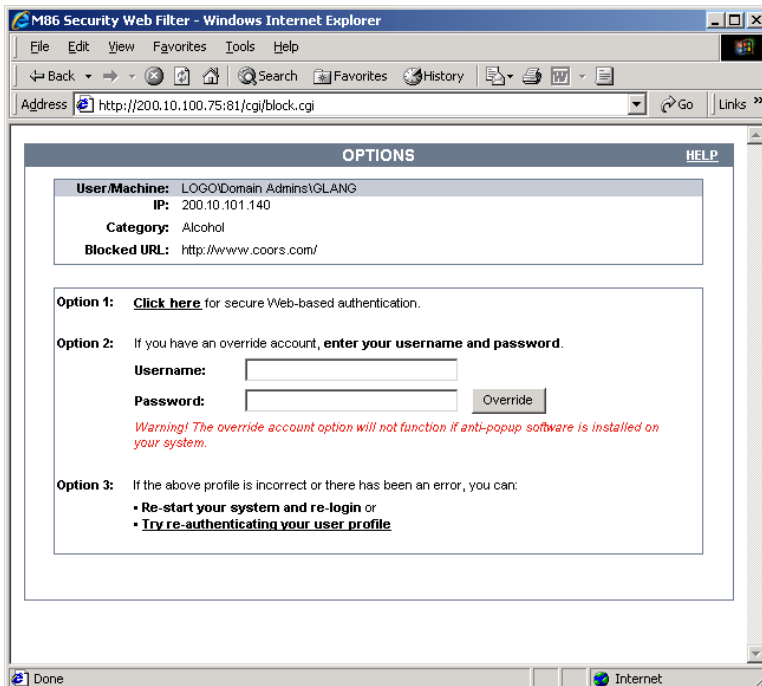 M86 Security Web Filter - Windows Internet Explorer
File Edit View Favorites Tools Help
Back Search Favorites History
Address http://200.10.100.75:81/cgi/block.cgi Go Links »
OPTIONS HELP
User/Machine: LOGO\Domain Admins\GLANG
IP: 200.10.101.140
Category: Alcohol
Blocked URL: http://www.coors.com/
Option 1: Click here for secure Web-based authentication.
Option 2: If you have an override account, enter your username and password.
Username:
Password: Override
Warning! The override account option will not function if anti-popup software is installed on
your system.
Option 3: If the above profile is incorrect or there has been an error, you can:
▪ Re-start your system and re-login or
▪ Try re-authenticating your user profile
Done Internet